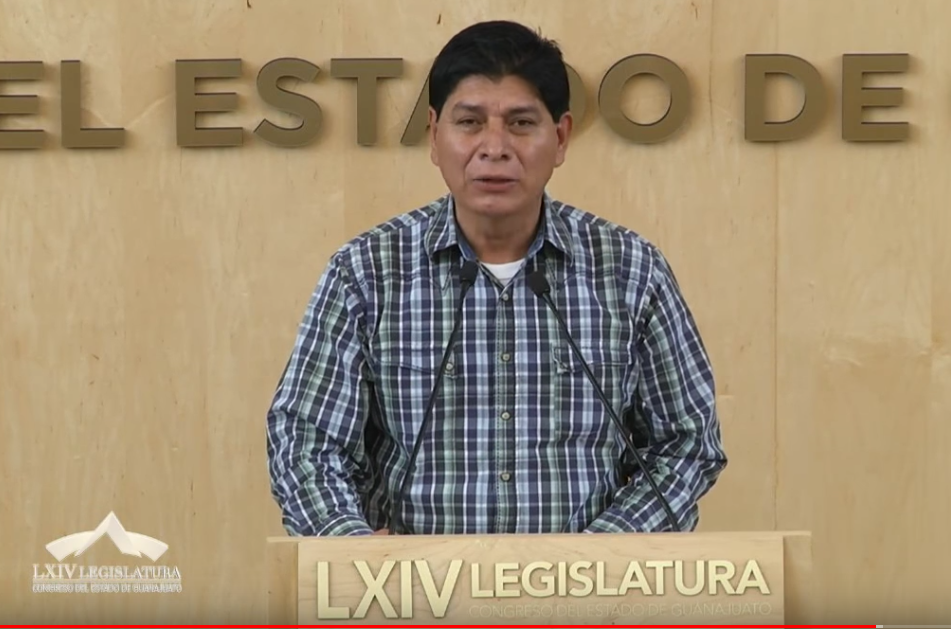 EL ESTADO DE
LXIV LEGISLATURA
CONGRESO DEL ESTADO DE GUANAJUATO
LXIV LEGISLATURA
CONGRESO DEL ESTADO DE GUANAJUATO